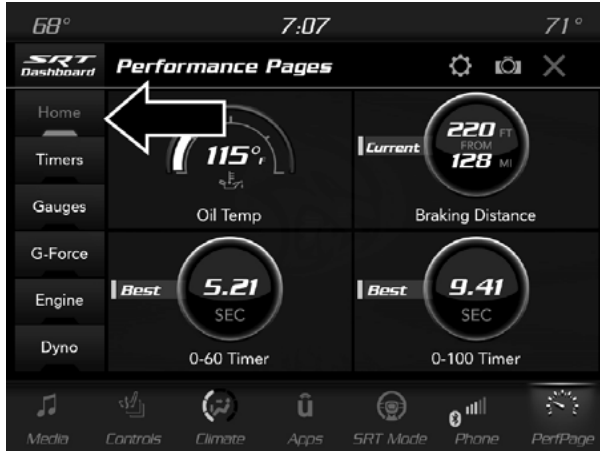 68° 7:07 71°
SRT Dashboard Performance Pages
Home
Timers
Gauges
G-Force
Engine
Dyno
115°F
Oil Temp
Current
220 FT
FROM
128 MI
Braking Distance
Best
5.21
SEC
0-60 Timer
Best
9.41
SEC
0-100 Timer
Media Controls Climate Apps SRT Mode Phone PerfPage